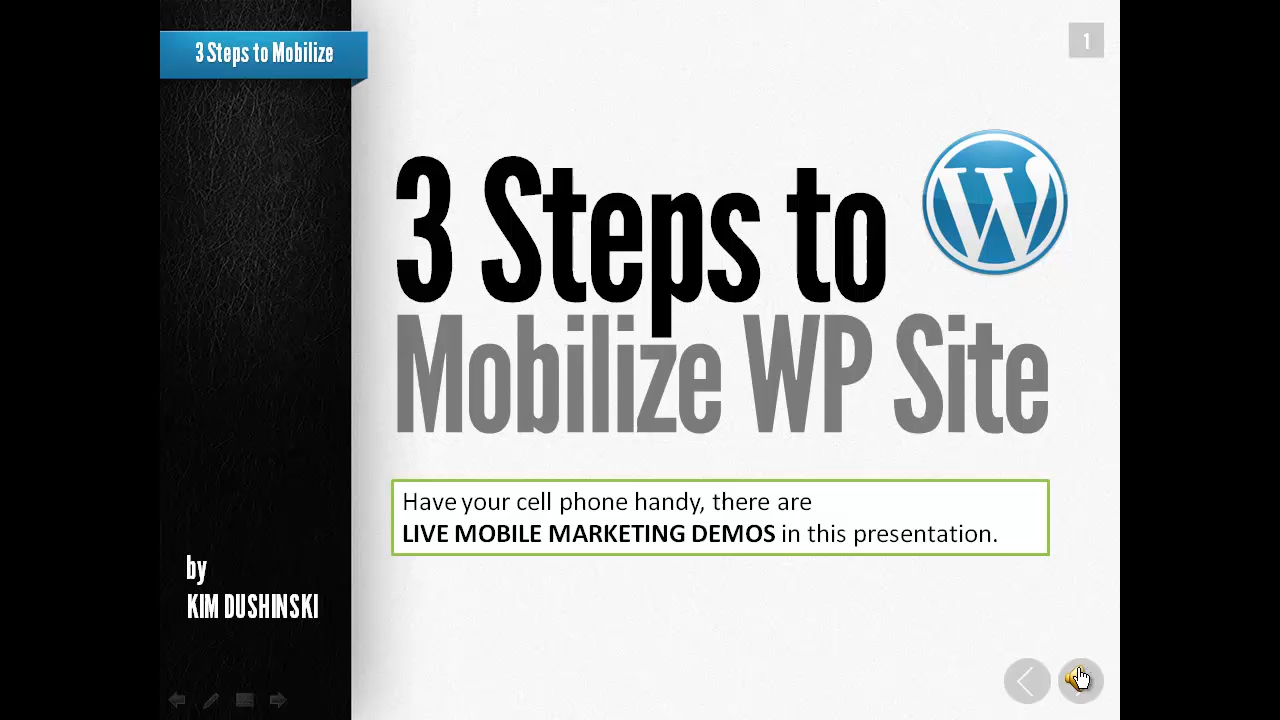 3 Steps to Mobilize
1
3 Steps to
W
Mobilize WP Site
Have your cell phone handy, there are
LIVE MOBILE MARKETING DEMOS in this presentation.
by
KIM DUSHINSKI